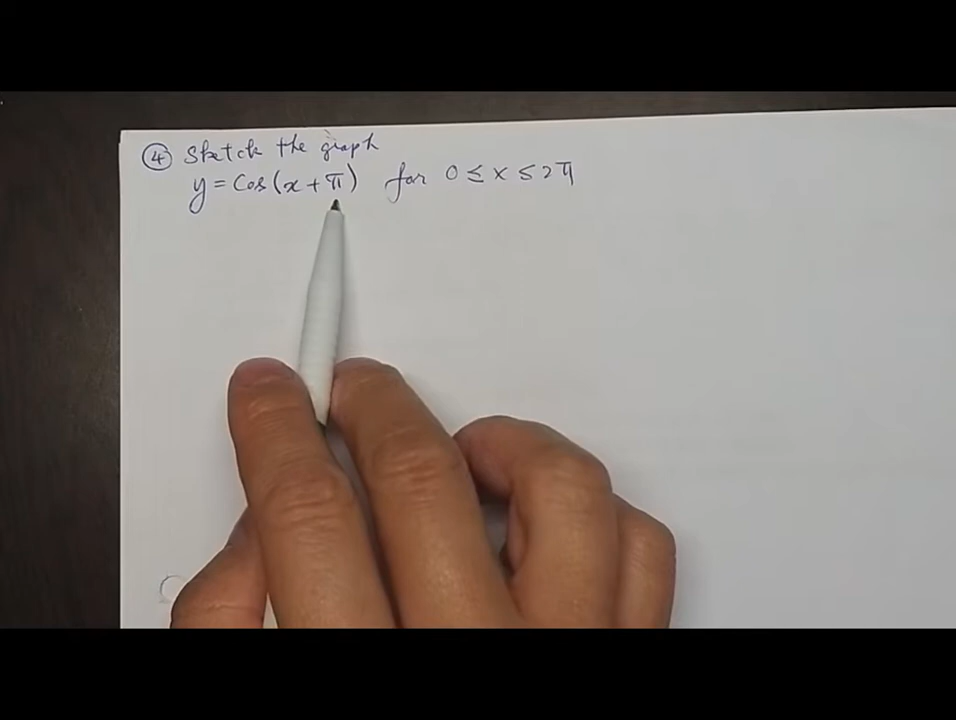 ④ Sketch the graph
y = Cos (x + π) for 0 ≤ x ≤ 2π